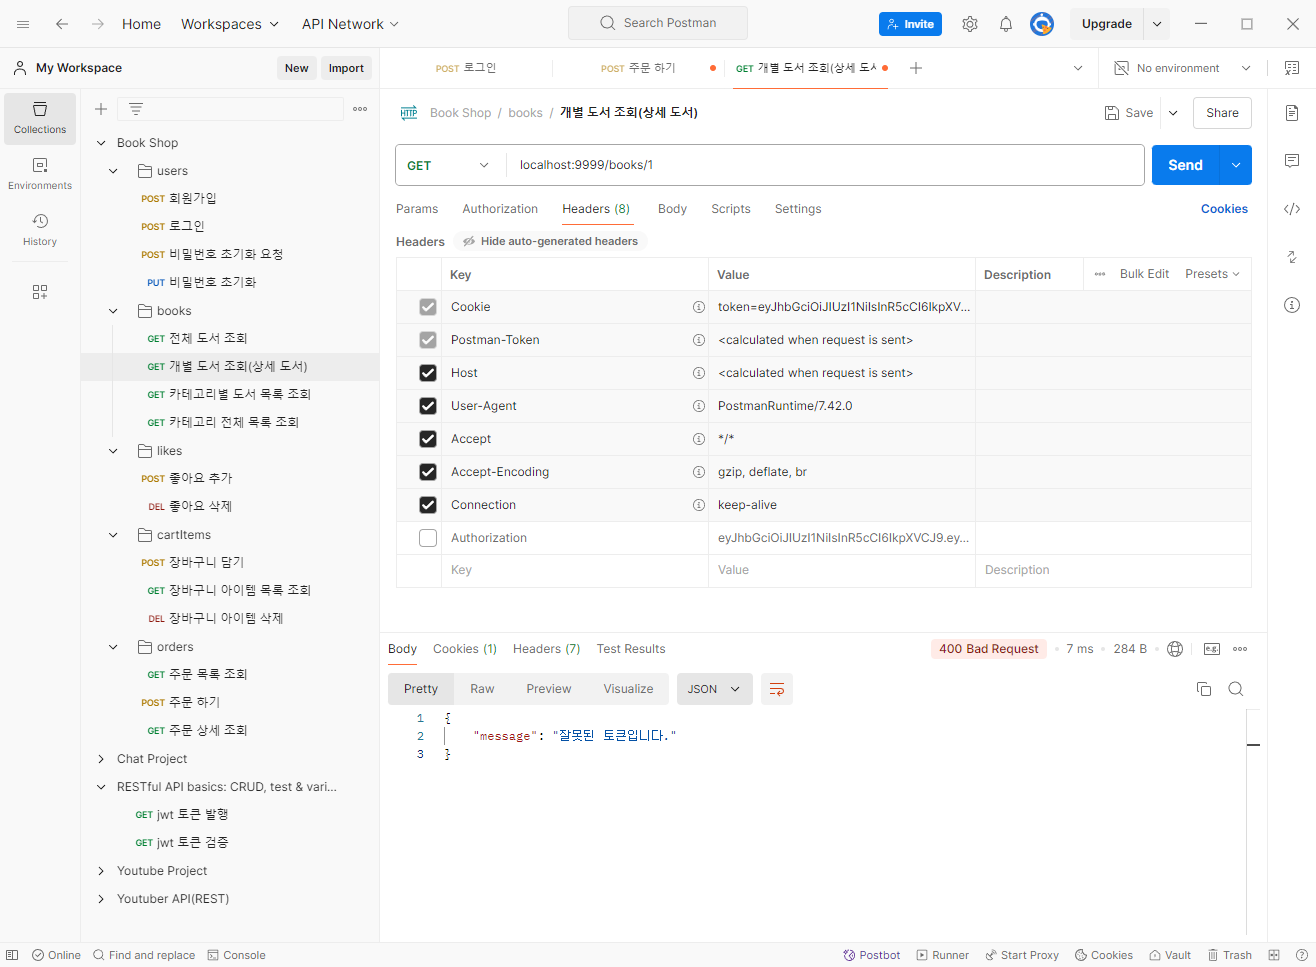 Home
Workspaces
API Network
Search Postman
Invite
Upgrade
My Workspace
New
Import
POST 로그인
POST 주문 하기
GET 개별 도서 조회(상세 도서
No environment
Collections
Environments
History
Book Shop
users
POST 회원가입
POST 로그인
POST 비밀번호 초기화 요청
PUT 비밀번호 초기화
books
GET 전체 도서 조회
GET 개별 도서 조회(상세 도서)
GET 카테고리별 도서 목록 조회
GET 카테고리 전체 목록 조회
likes
POST 좋아요 추가
DEL 좋아요 삭제
cartItems
POST 장바구니 담기
GET 장바구니 아이템 목록 조회
DEL 장바구니 아이템 삭제
orders
GET 주문 목록 조회
POST 주문 하기
GET 주문 상세 조회
Chat Project
RESTful API basics: CRUD, test & vari...
GET jwt 토큰 발행
GET jwt 토큰 검증
Youtube Project
Youtuber API(REST)
HTTP Book Shop / books / 개별 도서 조회(상세 도서)
Save
Share
GET
localhost:9999/books/1
Send
Params Authorization Headers (8) Body Scripts Settings
Cookies
Headers Hide auto-generated headers
Key Value Description Bulk Edit Presets
Cookie token=eyJhbGciOiJIUzI1NiIsInR5cCI6IkpXV...
Postman-Token <calculated when request is sent>
Host <calculated when request is sent>
User-Agent PostmanRuntime/7.42.0
Accept */*
Accept-Encoding gzip, deflate, br
Connection keep-alive
Authorization eyJhbGciOiJIUzI1NiIsInR5cCI6IkpXVCJ9.ey...
Key Value Description
Body Cookies (1) Headers (7) Test Results
400 Bad Request 7 ms 284 B e.g.
Pretty Raw Preview Visualize JSON
1 {
2 "message": "잘못된 토큰입니다."
3 }
Online Find and replace Console
Postbot Runner Start Proxy Cookies Vault Trash